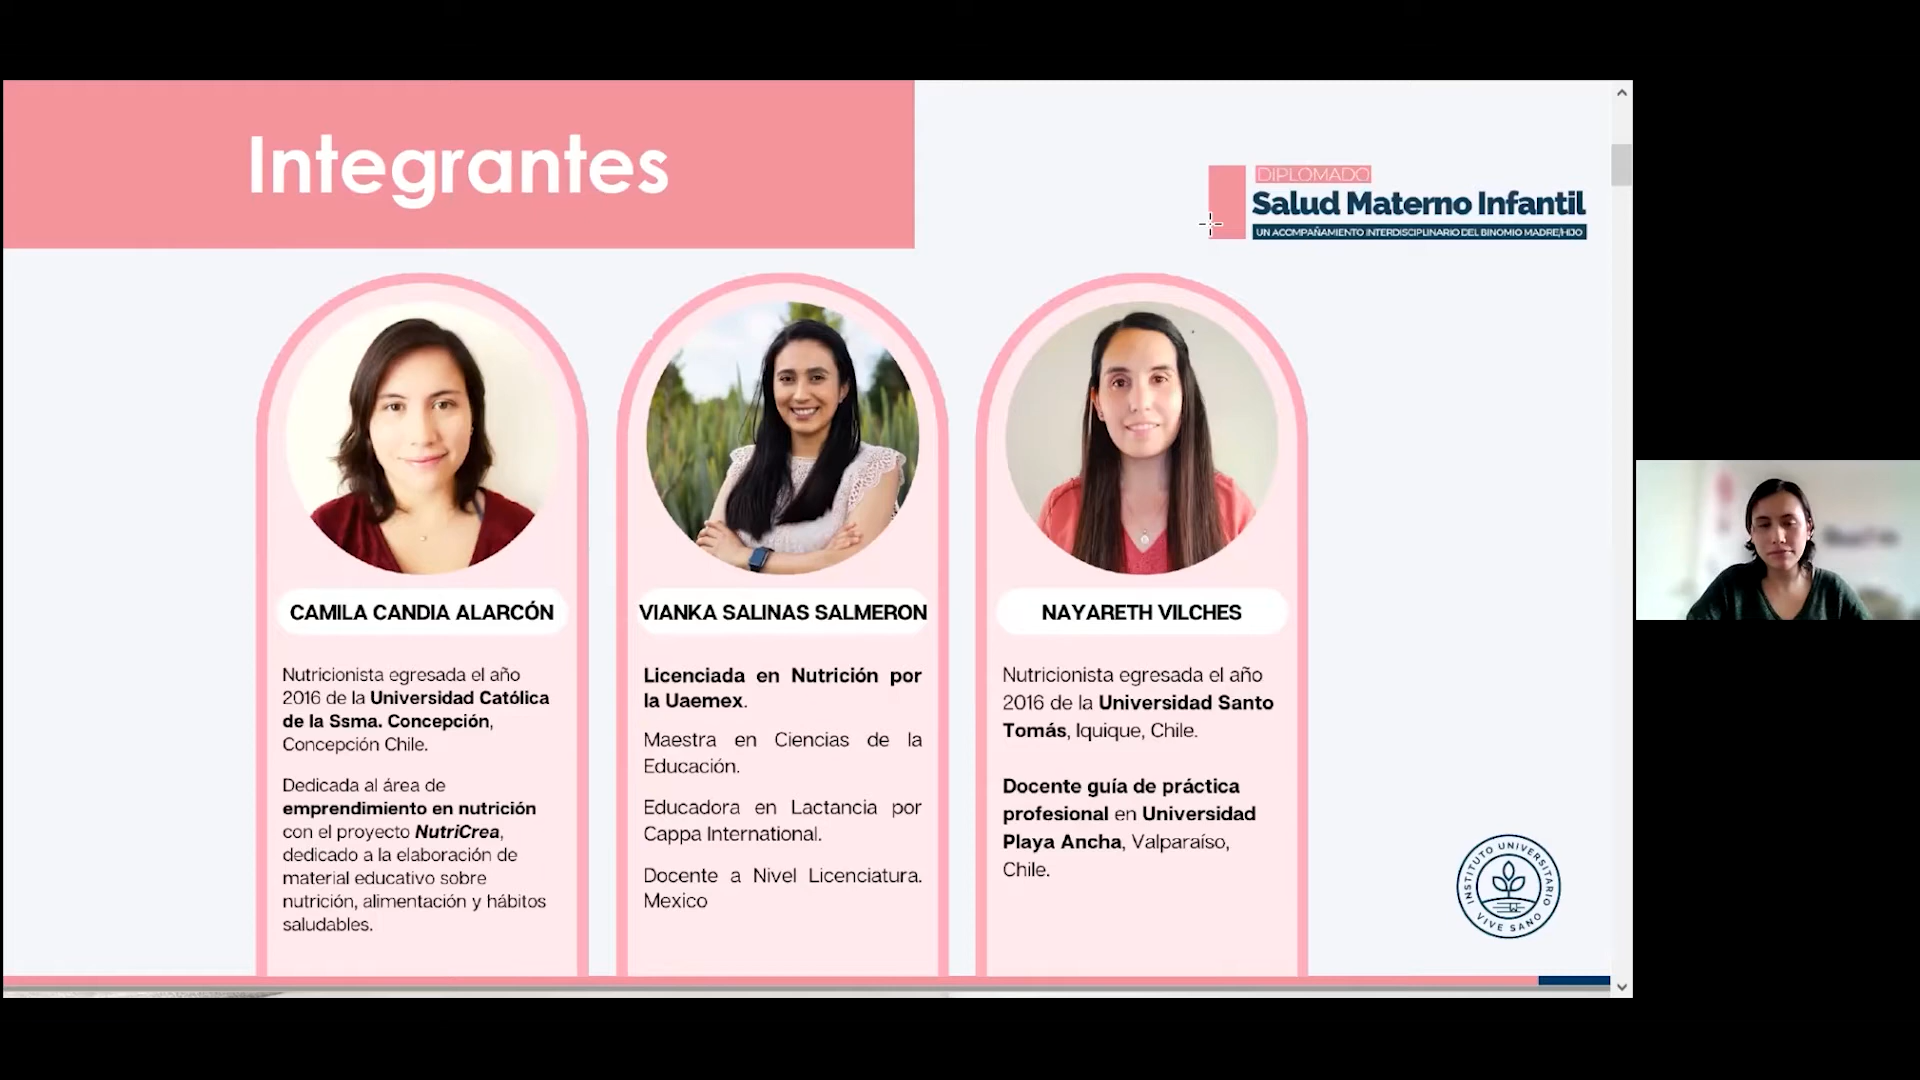 Integrantes
DIPLOMADO
Salud Materno Infantil
UN ACOMPAÑAMIENTO INTERDISCIPLINARIO DEL BINOMIO MADRE/HIJO
CAMILA CANDIA ALARCÓN
Nutricionista egresada el año
2016 de la Universidad Católica
de la Ssma. Concepción,
Concepción Chile.
Dedicada al área de
emprendimiento en nutrición
con el proyecto NutriCrea,
dedicado a la elaboración de
material educativo sobre
nutrición, alimentación y hábitos
saludables.
VIANKA SALINAS SALMERON
Licenciada en Nutrición por
la Uaemex.
Maestra en Ciencias de la
Educación.
Educadora en Lactancia por
Cappa International.
Docente a Nivel Licenciatura.
Mexico
NAYARETH VILCHES
Nutricionista egresada el año
2016 de la Universidad Santo
Tomás, Iquique, Chile.
Docente guía de práctica
profesional en Universidad
Playa Ancha, Valparaíso,
Chile.
INSTITUTO UNIVERSITARIO
VIVE SANO